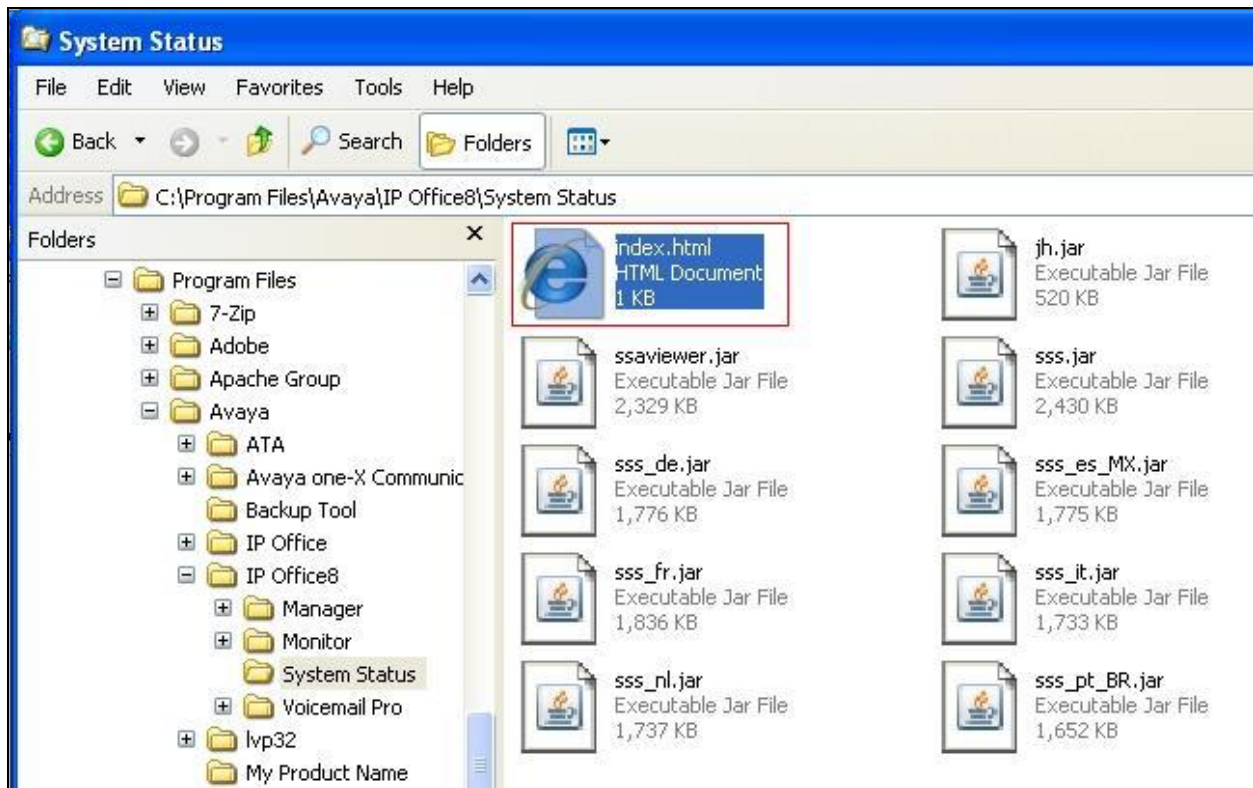 System Status
File Edit View Favorites Tools Help
Back Search Folders
Address C:\Program Files\Avaya\IP Office8\System Status
Folders
Program Files
7-Zip
Adobe
Apache Group
Avaya
ATA
Avaya one-X Communic
Backup Tool
IP Office
IP Office8
Manager
Monitor
System Status
Voicemail Pro
lvp32
My Product Name
index.html
HTML Document
1 KB
jh.jar
Executable Jar File
520 KB
ssaviewer.jar
Executable Jar File
2,329 KB
sss.jar
Executable Jar File
2,430 KB
sss_de.jar
Executable Jar File
1,776 KB
sss_es_MX.jar
Executable Jar File
1,775 KB
sss_fr.jar
Executable Jar File
1,836 KB
sss_it.jar
Executable Jar File
1,733 KB
sss_nl.jar
Executable Jar File
1,737 KB
sss_pt_BR.jar
Executable Jar File
1,652 KB